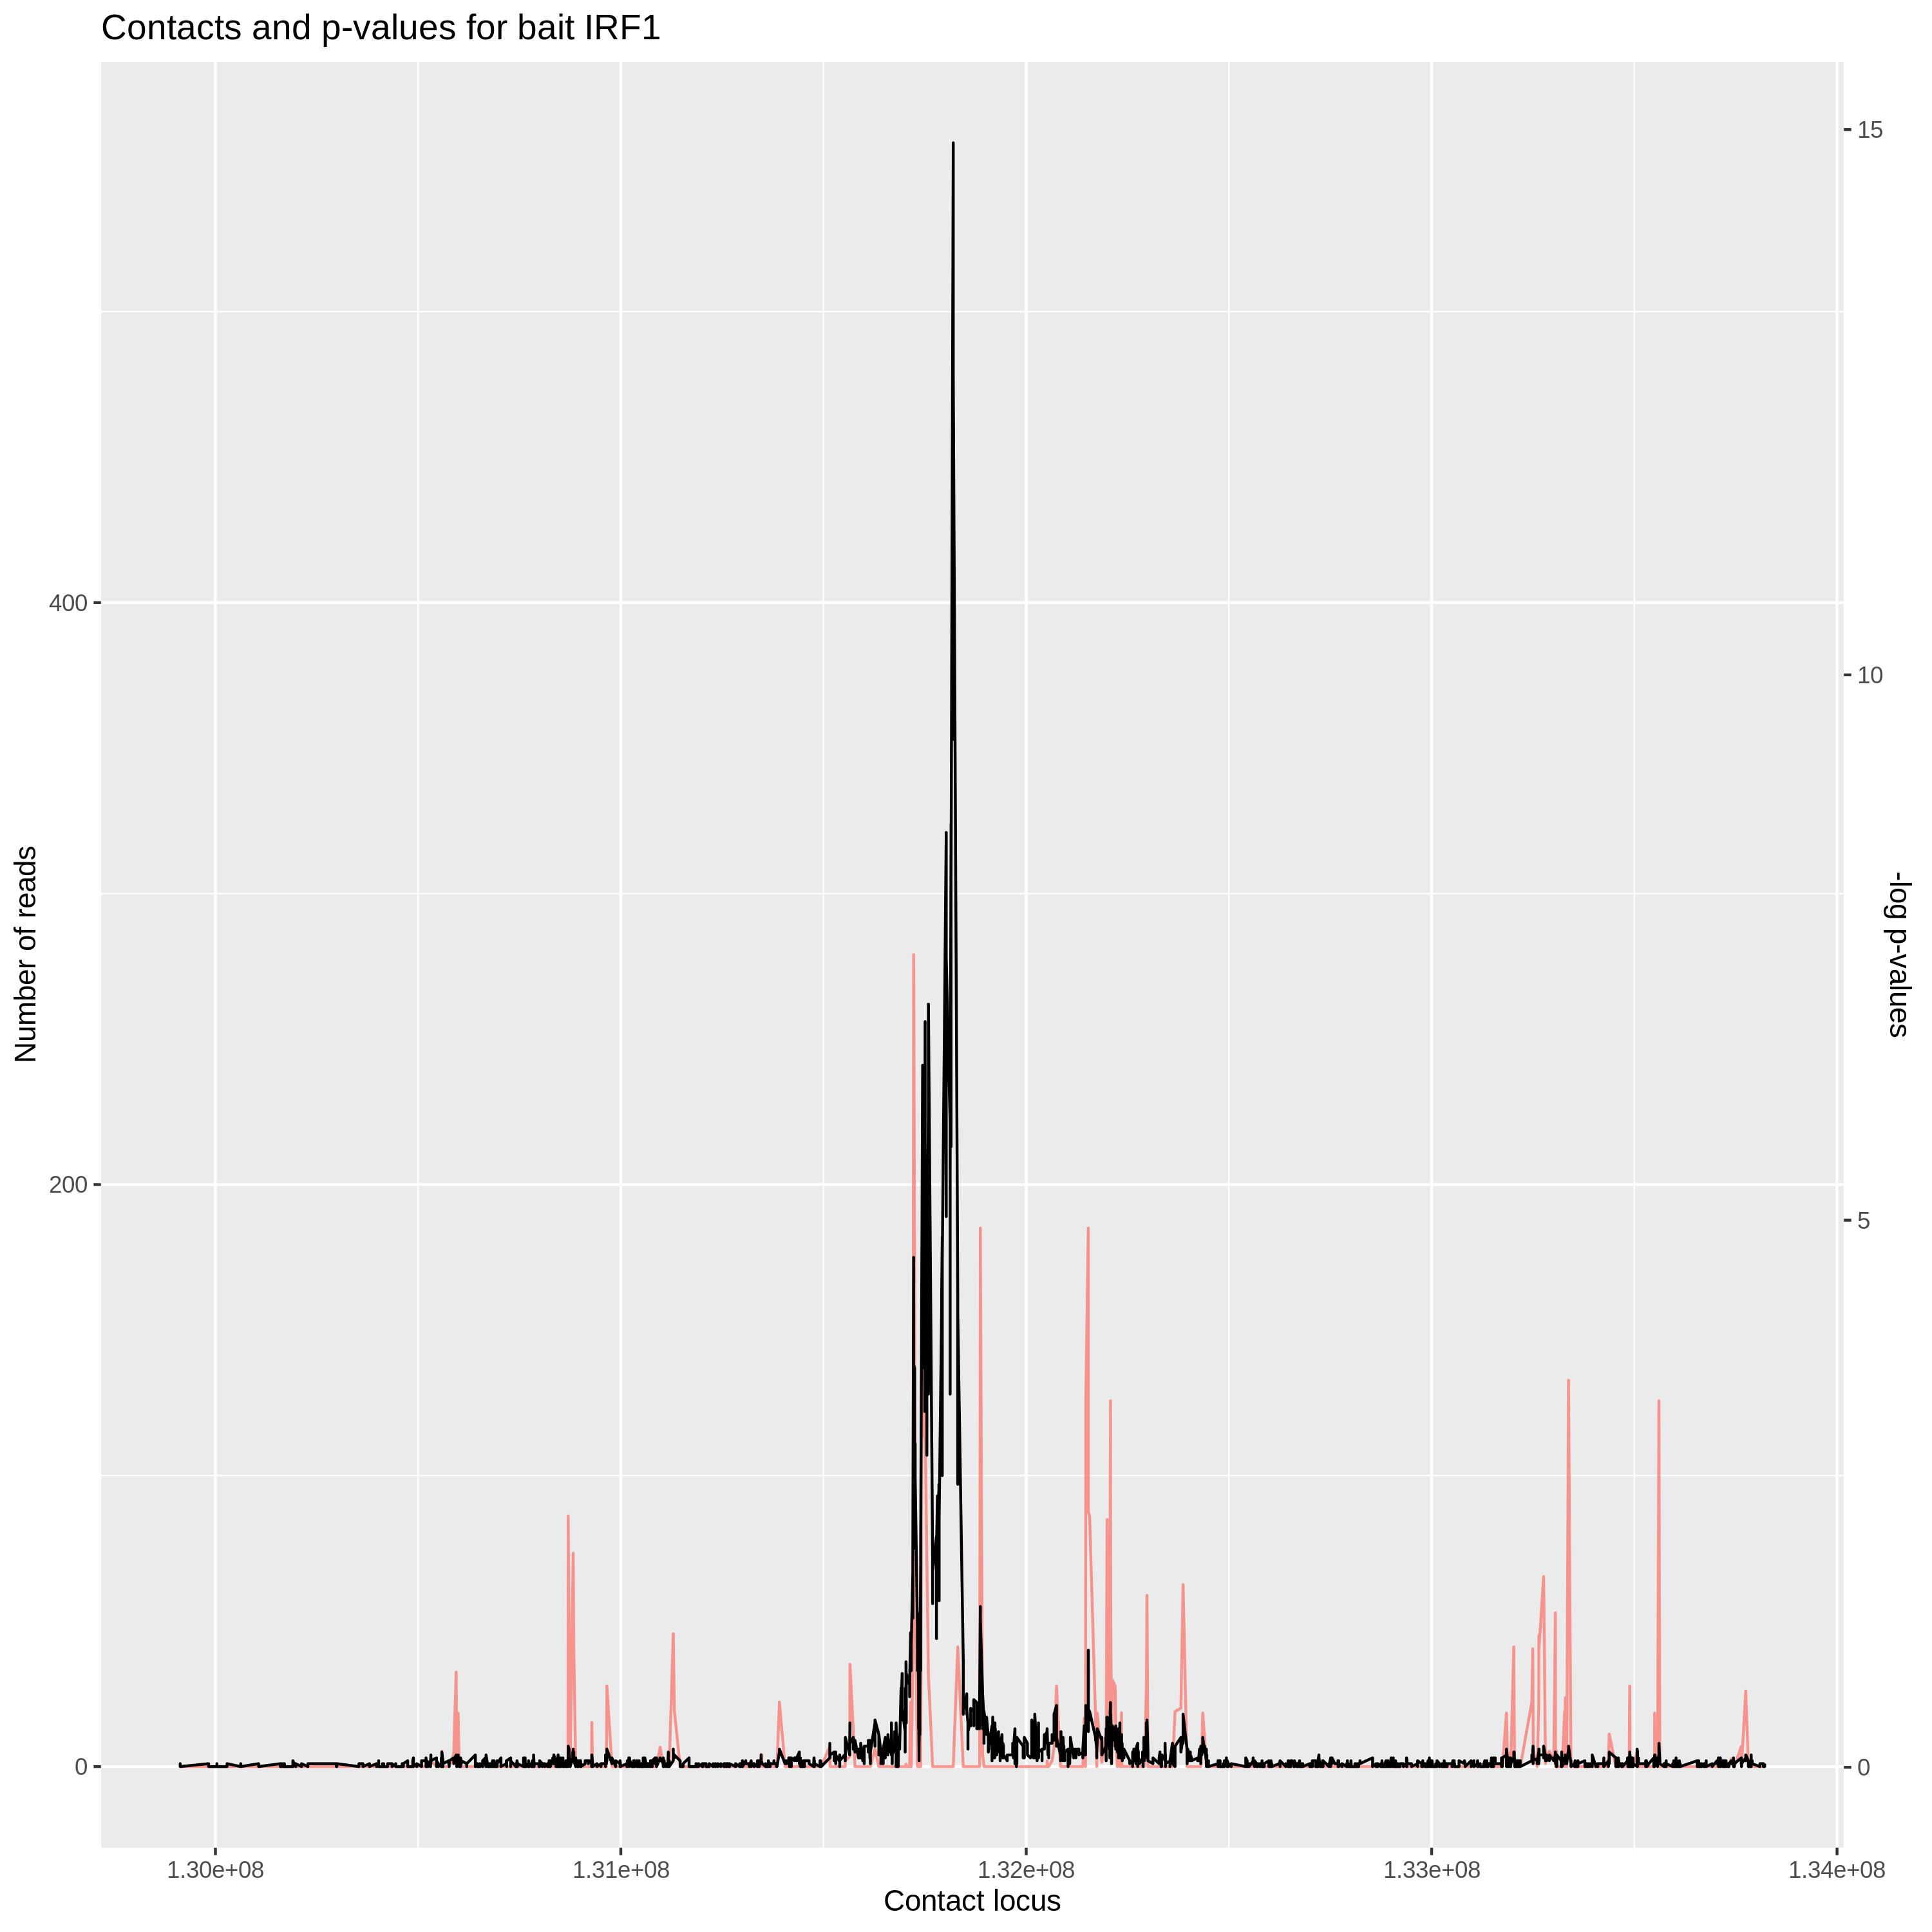 Contacts and p-values for bait IRF1
15
400
10
Number of reads
-log p-values
200
5
0
0
1.30e+08
1.31e+08
1.32e+08
1.33e+08
1.34e+08
Contact locus